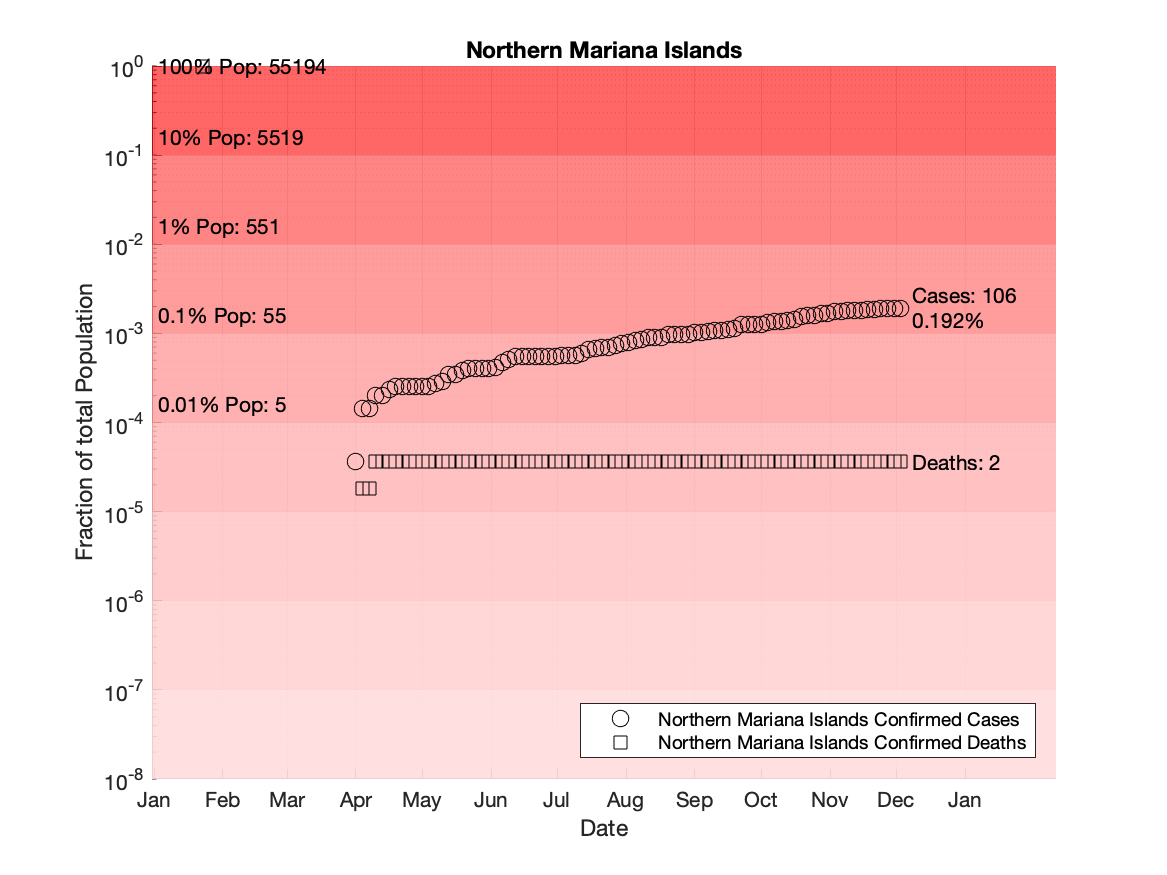 Northern Mariana Islands
10^0
100% Pop: 55194
10% Pop: 5519
10^-1
1% Pop: 551
10^-2
Cases: 106
0.1% Pop: 55
0.192%
10^-3
0.01% Pop: 5
10^-4
Deaths: 2
10^-5
10^-6
10^-7
10^-8
Fraction of total Population
Northern Mariana Islands Confirmed Cases
Northern Mariana Islands Confirmed Deaths
Jan Feb Mar Apr May Jun Jul Aug Sep Oct Nov Dec Jan
Date